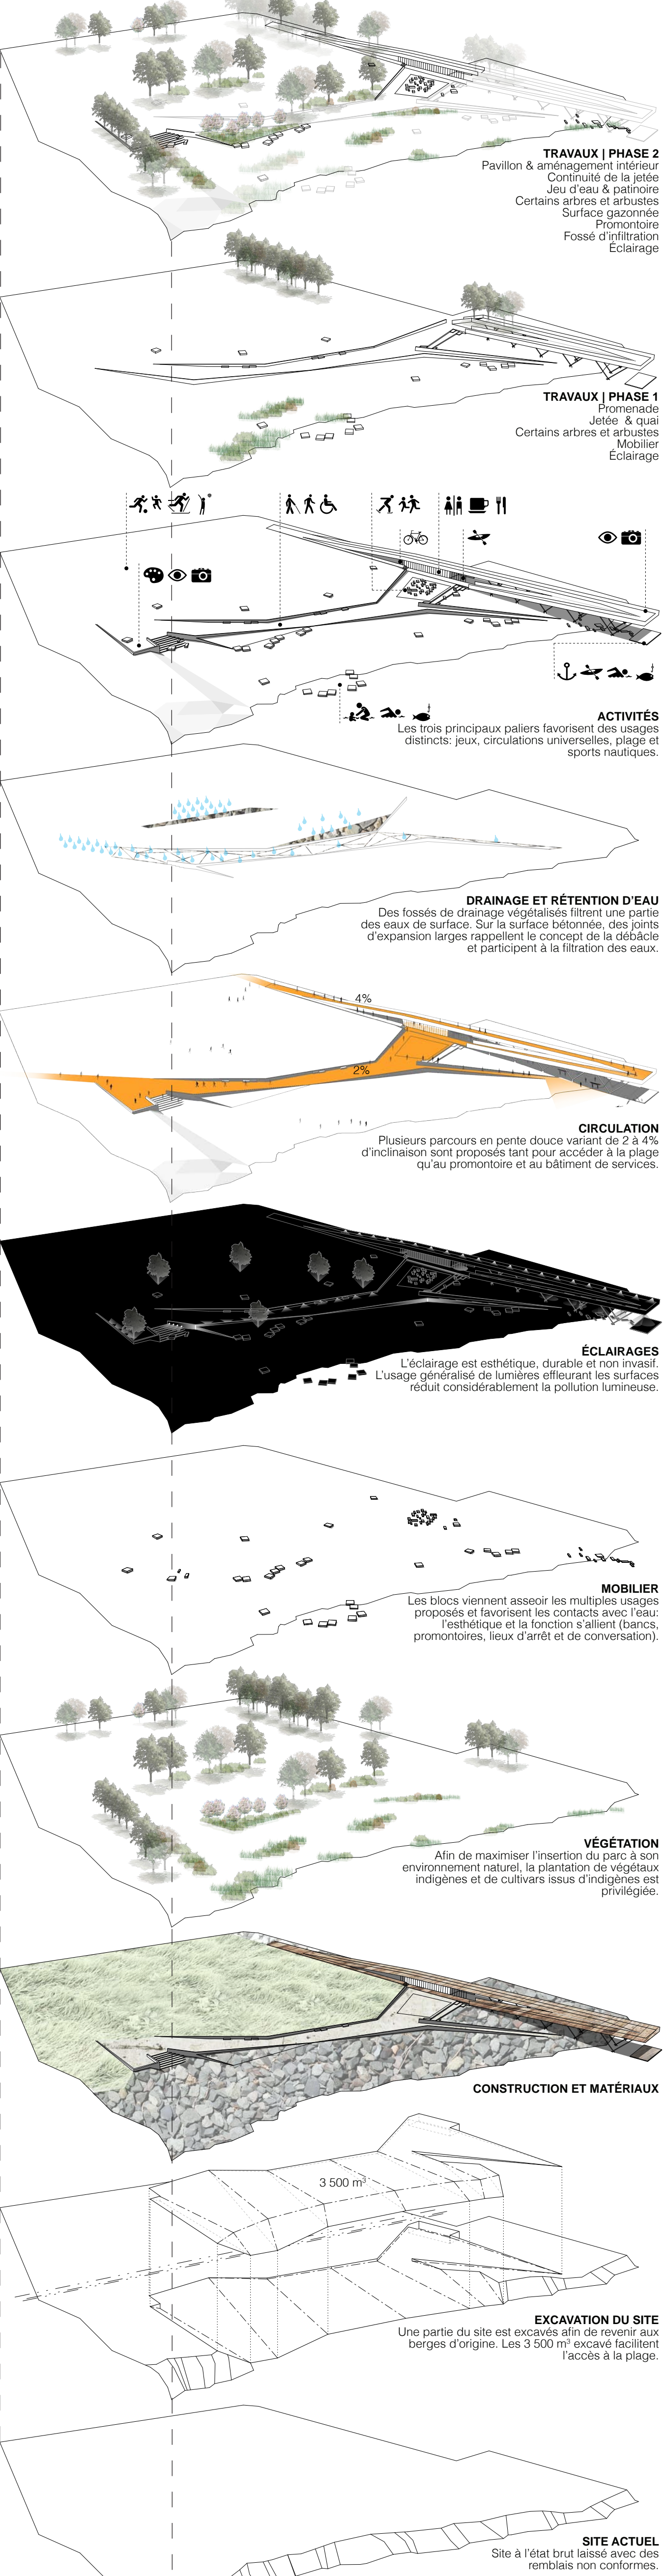 TRAVAUX | PHASE 2
Pavillon & aménagement intérieur
Continuité de la jetée
Jeu d'eau & patinoire
Certains arbres et arbustes
Surface gazonnée
Promontoire
Fossé d'infiltration
Éclairage
TRAVAUX | PHASE 1
Promenade
Jetée & quai
Certains arbres et arbustes
Mobilier
Éclairage
ACTIVITÉS
Les trois principaux paliers favorisent des usages
distincts: jeux, circulations universelles, plage et
sports nautiques.
DRAINAGE ET RÉTENTION D'EAU
Des fossés de drainage végétalisés filtrent une partie
des eaux de surface. Sur la surface bétonnée, des joints
d'expansion larges rappellent le concept de la débâcle
et participent à la filtration des eaux.
4%
2%
CIRCULATION
Plusieurs parcours en pente douce variant de 2 à 4%
d'inclinaison sont proposés tant pour accéder à la plage
qu'au promontoire et au bâtiment de services.
ÉCLAIRAGES
L'éclairage est esthétique, durable et non invasif.
L'usage généralisé de lumières effleurant les surfaces
réduit considérablement la pollution lumineuse.
MOBILIER
Les blocs viennent asseoir les multiples usages
proposés et favorisent les contacts avec l'eau:
l'esthétique et la fonction s'allient (bancs,
promontoires, lieux d'arrêt et de conversation).
VÉGÉTATION
Afin de maximiser l'insertion du parc à son
environnement naturel, la plantation de végétaux
indigènes et de cultivars issus d'indigènes est
privilégiée.
CONSTRUCTION ET MATÉRIAUX
3 500 m³
EXCAVATION DU SITE
Une partie du site est excavés afin de revenir aux
berges d'origine. Les 3 500 m³ excavé facilitent
l'accès à la plage.
SITE ACTUEL
Site à l'état brut laissé avec des
remblais non conformes.